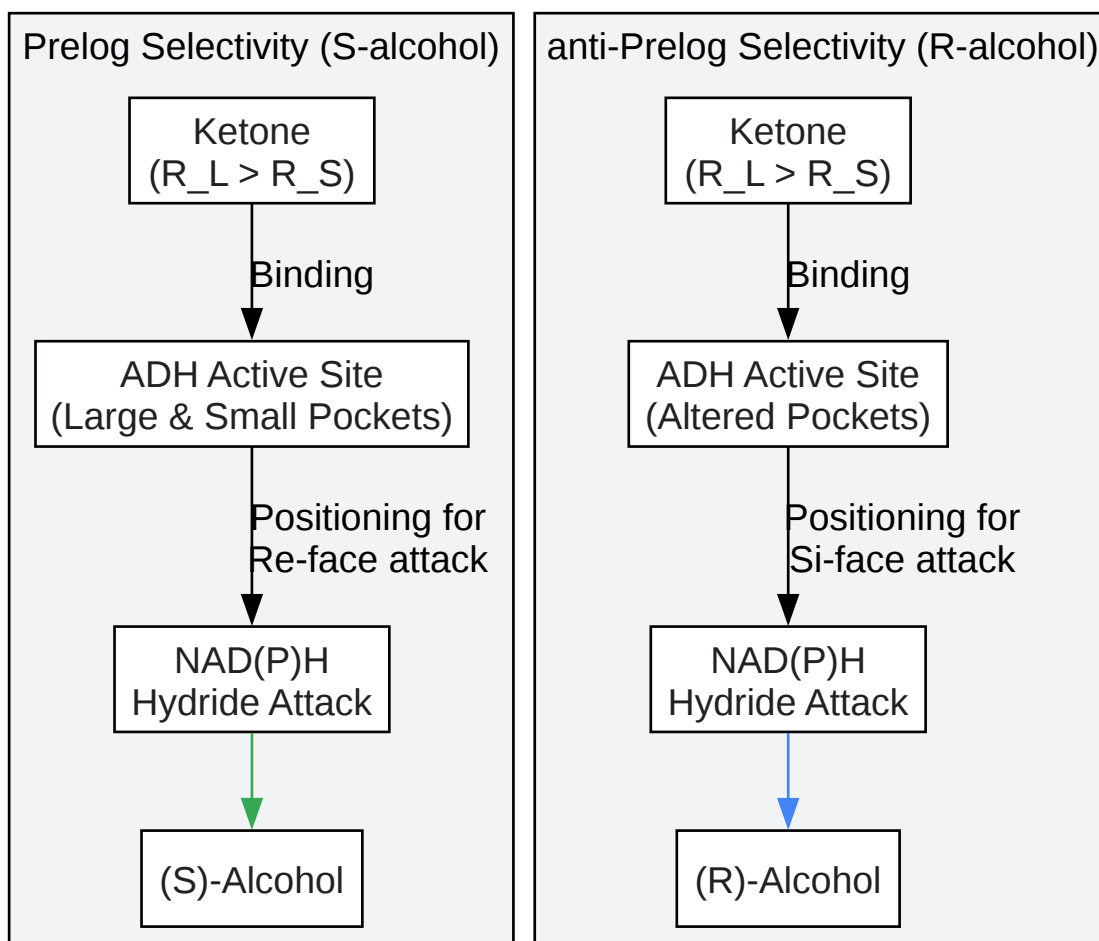 Prelog Selectivity (S-alcohol)
Ketone
(R_L > R_S)
Binding
ADH Active Site
(Large & Small Pockets)
Positioning for
Re-face attack
NAD(P)H
Hydride Attack
(S)-Alcohol
anti-Prelog Selectivity (R-alcohol)
Ketone
(R_L > R_S)
Binding
ADH Active Site
(Altered Pockets)
Positioning for
Si-face attack
NAD(P)H
Hydride Attack
(R)-Alcohol